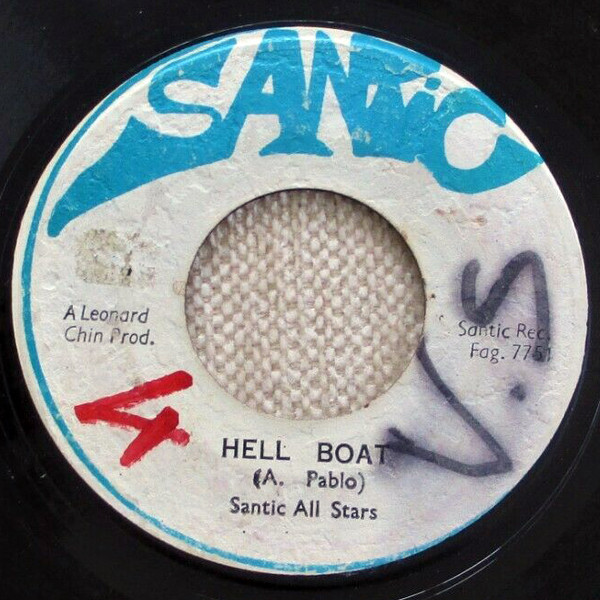 SANTIC
A Leonard
Chin Prod.
Santic Rec.
Fag. 7751
V.S
HELL BOAT
(A. Pablo)
Santic All Stars